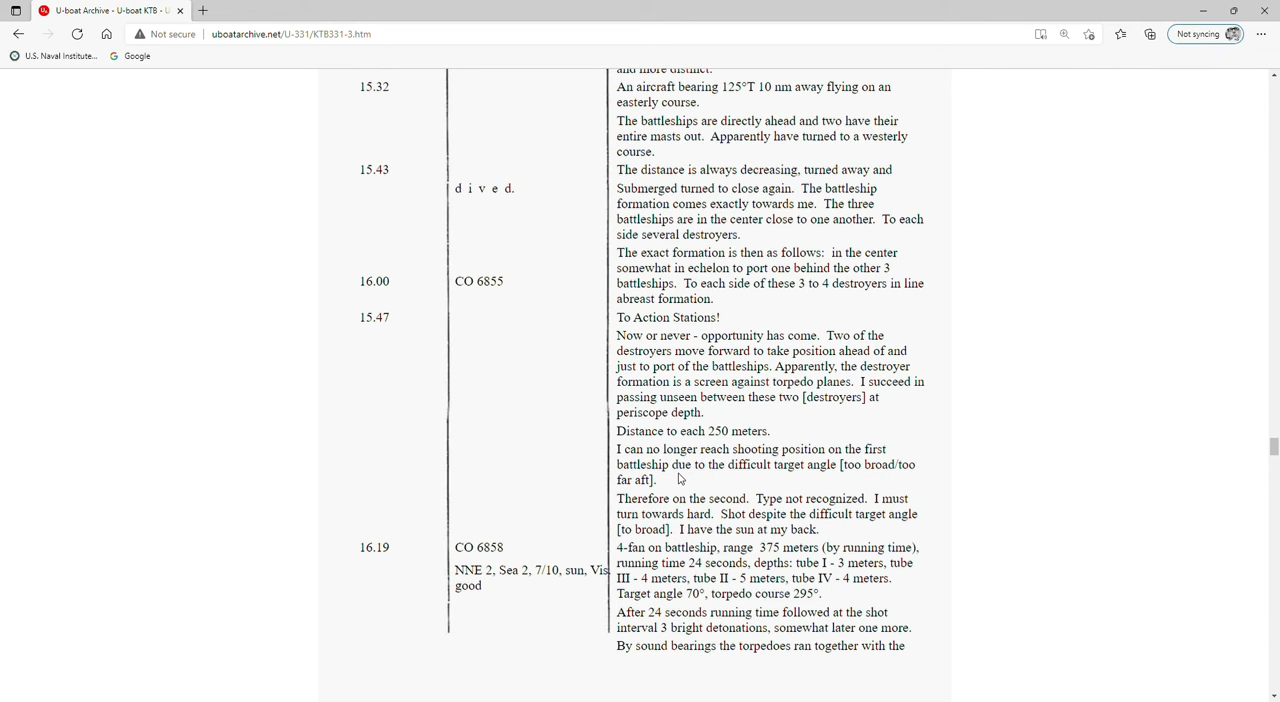 U-boat Archive - U-boat KTB - U
Not secure
uboatarchive.net/U-331/KTB331-3.htm
Not syncing
U.S. Naval Institute...
Google
and more distinct.
15.32
An aircraft bearing 125°T 10 nm away flying on an
easterly course.
The battleships are directly ahead and two have their
entire masts out. Apparently have turned to a westerly
course.
15.43
The distance is always decreasing, turned away and
d i v e d.
Submerged turned to close again. The battleship
formation comes exactly towards me. The three
battleships are in the center close to one another. To each
side several destroyers.
The exact formation is then as follows: in the center
somewhat in echelon to port one behind the other 3
16.00
CO 6855
battleships. To each side of these 3 to 4 destroyers in line
abreast formation.
15.47
To Action Stations!
Now or never - opportunity has come. Two of the
destroyers move forward to take position ahead of and
just to port of the battleships. Apparently, the destroyer
formation is a screen against torpedo planes. I succeed in
passing unseen between these two [destroyers] at
periscope depth.
Distance to each 250 meters.
I can no longer reach shooting position on the first
battleship due to the difficult target angle [too broad/too
far aft].
Therefore on the second. Type not recognized. I must
turn towards hard. Shot despite the difficult target angle
[to broad]. I have the sun at my back.
16.19
CO 6858
4-fan on battleship, range 375 meters (by running time),
running time 24 seconds, depths: tube I - 3 meters, tube
NNE 2, Sea 2, 7/10, sun, Vis.
good
III - 4 meters, tube II - 5 meters, tube IV - 4 meters.
Target angle 70°, torpedo course 295°.
After 24 seconds running time followed at the shot
interval 3 bright detonations, somewhat later one more.
By sound bearings the torpedoes ran together with the